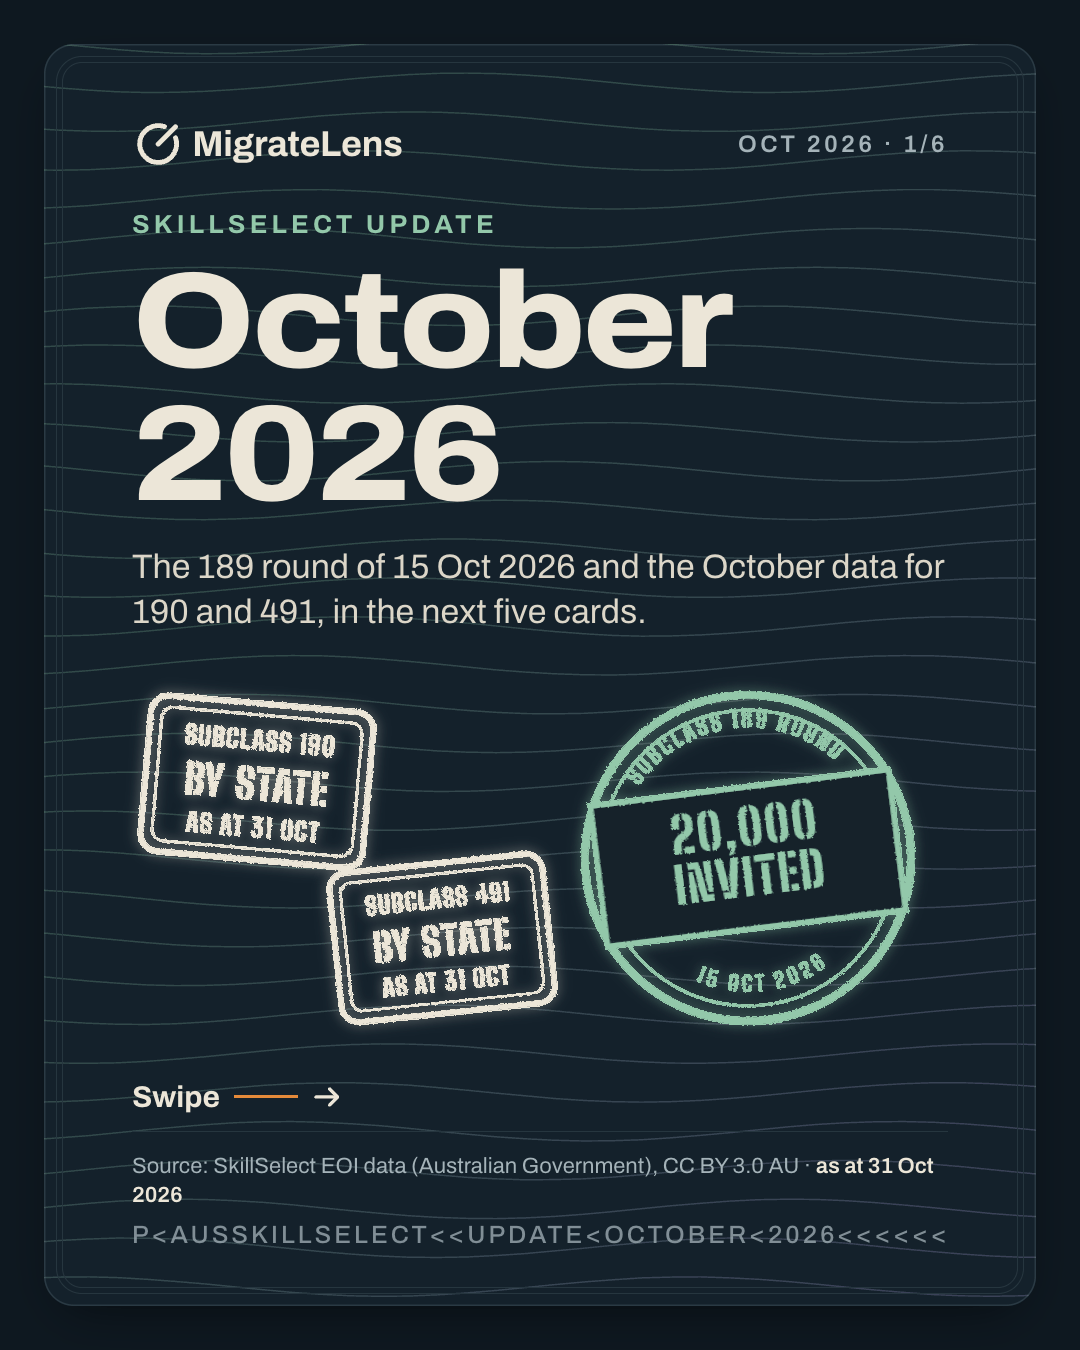 MigrateLens
OCT 2026 · 1/6
SKILLSELECT UPDATE
October
2026
The 189 round of 15 Oct 2026 and the October data for
190 and 491, in the next five cards.
SUBCLASS 190
BY STATE
AS AT 31 OCT
SUBCLASS 491
BY STATE
AS AT 31 OCT
SUBCLASS 189 ROUND
20,000
INVITED
15 OCT 2026
Swipe →
Source: SkillSelect EOI data (Australian Government), CC BY 3.0 AU · as at 31 Oct
2026
P<AUSSKILLSELECT<<UPDATE<OCTOBER<2026<<<<<<